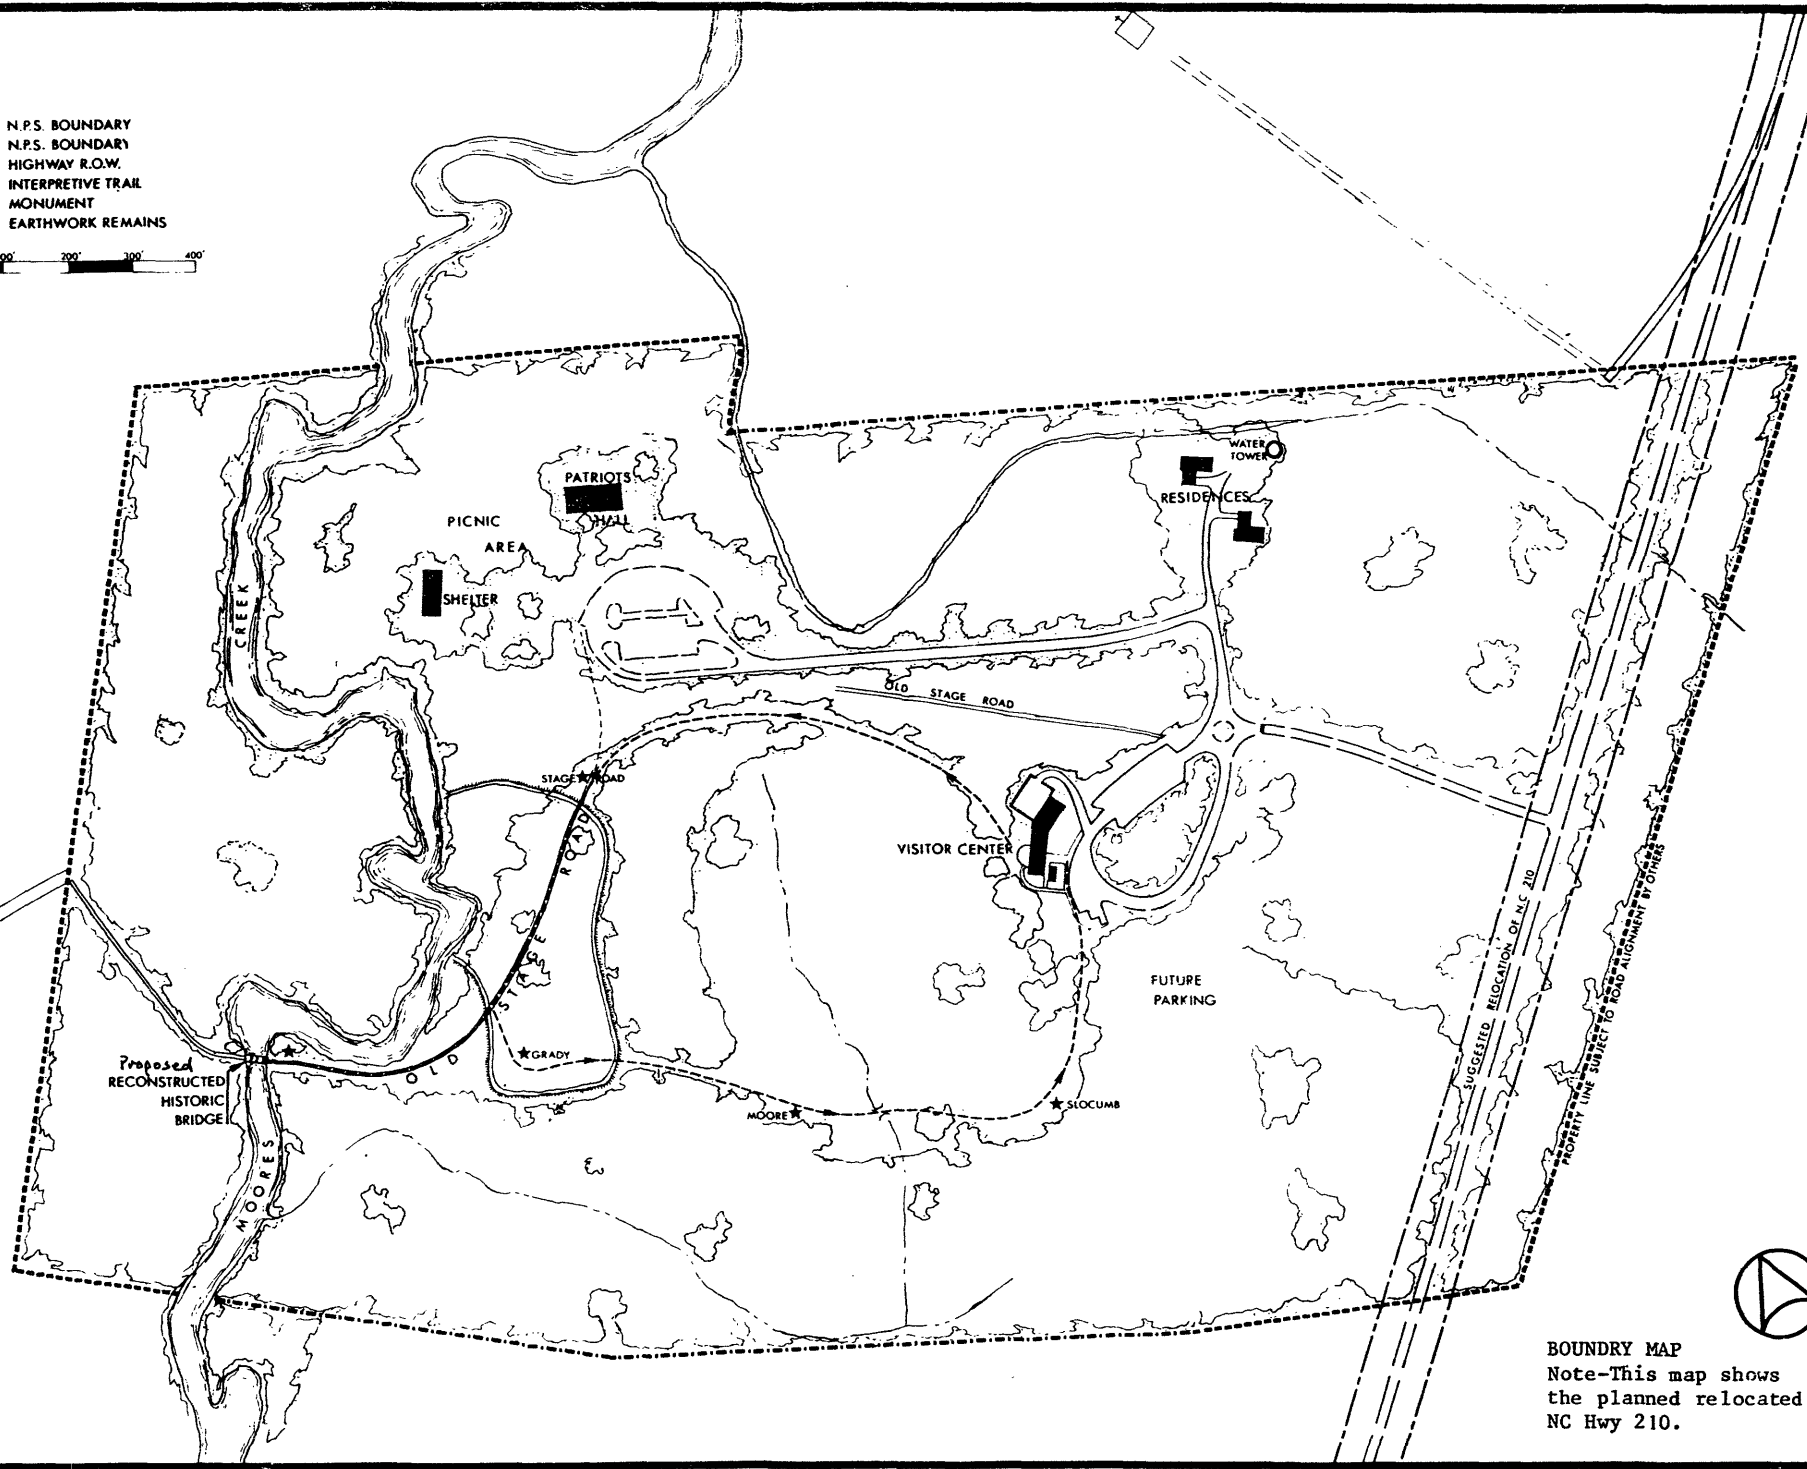 N.P.S. BOUNDARY
N.P.S. BOUNDARY
HIGHWAY R.O.W.
INTERPRETIVE TRAIL
MONUMENT
EARTHWORK REMAINS
200' 300' 400'
WATER
TOWER
RESIDENCES
PATRIOTS
HALL
PICNIC
AREA
SHELTER
CREEK
OLD STAGE ROAD
STAGE ROAD
VISITOR CENTER
OLD STAGE ROAD
FUTURE
PARKING
SUGGESTED RELOCATION OF N.C. 210
PROPERTY LINE SUBJECT TO ROAD ALIGNMENT BY OTHERS
GRADY
Proposed
RECONSTRUCTED
HISTORIC
BRIDGE
MOORE
SLOCUMB
MOORES
BOUNDRY MAP
Note-This map shows
the planned relocated
NC Hwy 210.